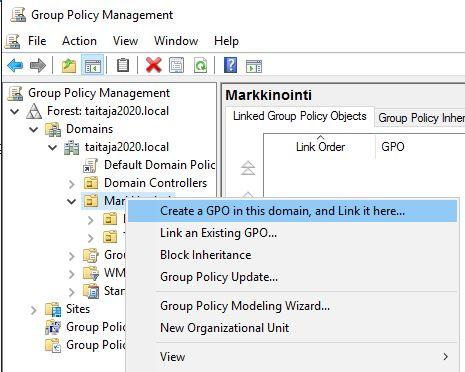 Group Policy Management
File Action View Window Help
Group Policy Management
Forest: taitaja2020.local
Domains
taitaja2020.local
Default Domain Polic
Domain Controllers
Grou
WM
Star
Sites
Group Polic
Group Polic
Markkinointi
Linked Group Policy Objects Group Policy Inher
Link Order GPO
Create a GPO in this domain, and Link it here...
Link an Existing GPO...
Block Inheritance
Group Policy Update...
Group Policy Modeling Wizard...
New Organizational Unit
View